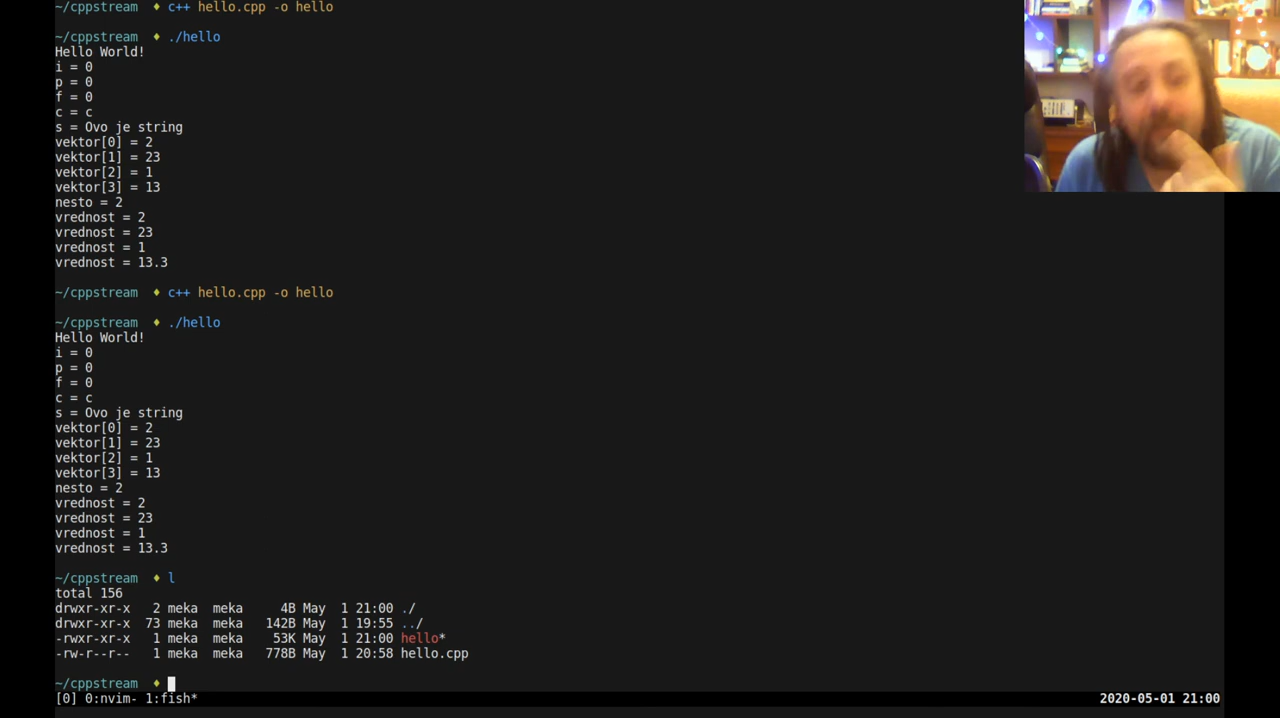 ~/cppstream ♦ c++ hello.cpp -o hello
~/cppstream ♦ ./hello
Hello World!
i = 0
p = 0
f = 0
c = c
s = Ovo je string
vektor[0] = 2
vektor[1] = 23
vektor[2] = 1
vektor[3] = 13
nesto = 2
vrednost = 2
vrednost = 23
vrednost = 1
vrednost = 13.3
~/cppstream ♦ c++ hello.cpp -o hello
~/cppstream ♦ ./hello
Hello World!
i = 0
p = 0
f = 0
c = c
s = Ovo je string
vektor[0] = 2
vektor[1] = 23
vektor[2] = 1
vektor[3] = 13
nesto = 2
vrednost = 2
vrednost = 23
vrednost = 1
vrednost = 13.3
~/cppstream ♦ l
total 156
drwxr-xr-x 2 meka meka 4B May 1 21:00 ./
drwxr-xr-x 73 meka meka 142B May 1 19:55 ../
-rwxr-xr-x 1 meka meka 53K May 1 21:00 hello*
-rw-r--r-- 1 meka meka 778B May 1 20:58 hello.cpp
~/cppstream ♦
[0] 0:nvim- 1:fish* 2020-05-01 21:00